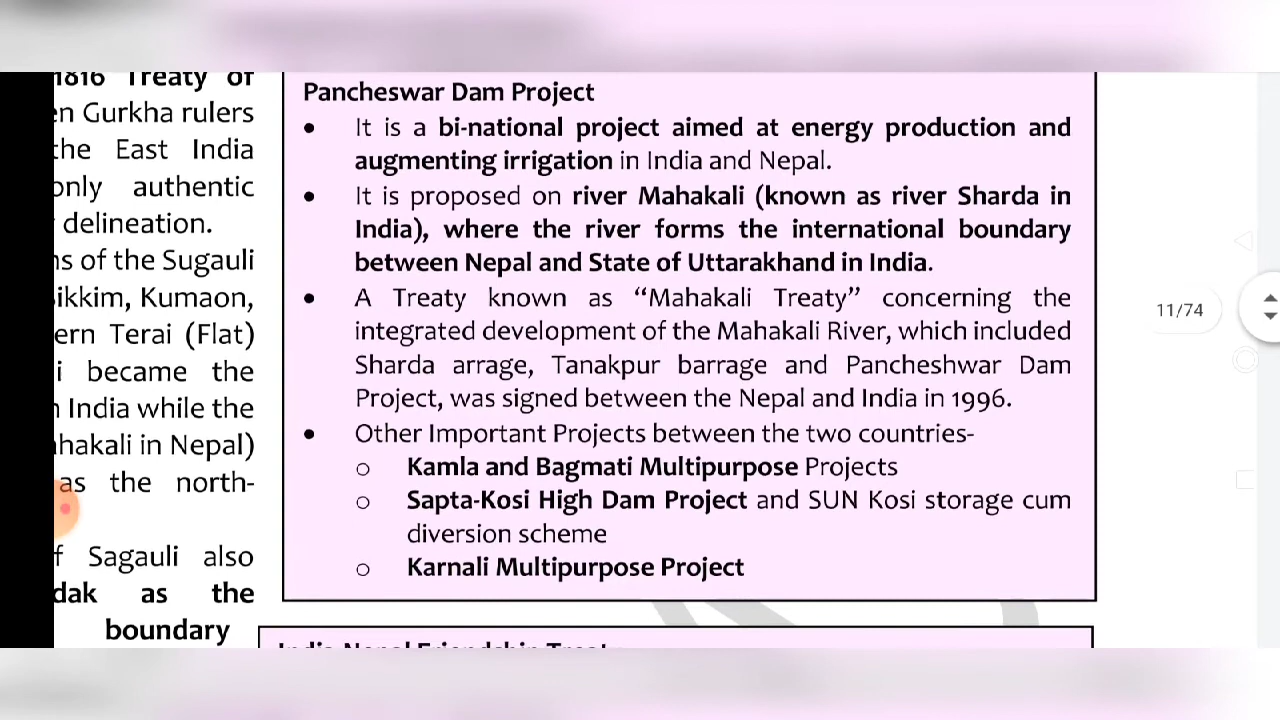 1816 Treaty of
en Gurkha rulers
the East India
only authentic
delineation.
ns of the Sugauli
ikkim, Kumaon,
ern Terai (Flat)
i became the
India while the
hakali in Nepal)
as the north-
f Sagauli also
dak as the
boundary
Pancheswar Dam Project
• It is a bi-national project aimed at energy production and
augmenting irrigation in India and Nepal.
• It is proposed on river Mahakali (known as river Sharda in
India), where the river forms the international boundary
between Nepal and State of Uttarakhand in India.
• A Treaty known as “Mahakali Treaty” concerning the
integrated development of the Mahakali River, which included
Sharda arrage, Tanakpur barrage and Pancheshwar Dam
Project, was signed between the Nepal and India in 1996.
• Other Important Projects between the two countries-
o Kamla and Bagmati Multipurpose Projects
o Sapta-Kosi High Dam Project and SUN Kosi storage cum
diversion scheme
o Karnali Multipurpose Project
India-Nepal Friendship Treaty
11/74